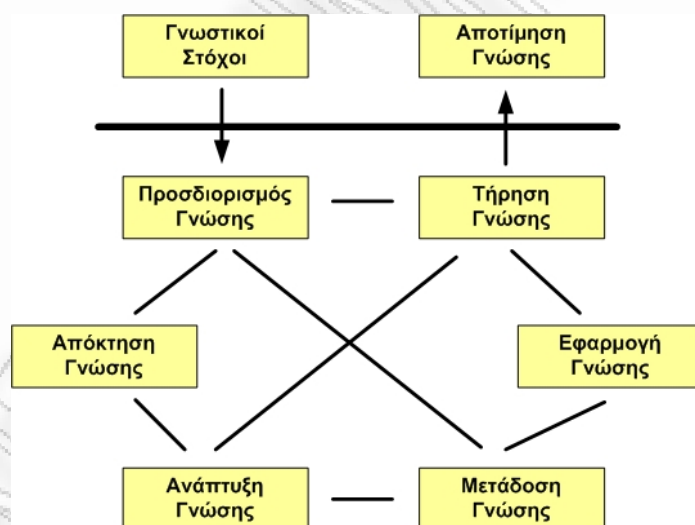 Γνωστικοί
Στόχοι
Αποτίμηση
Γνώσης
Προσδιορισμός
Γνώσης
Τήρηση
Γνώσης
Απόκτηση
Γνώσης
Εφαρμογή
Γνώσης
Ανάπτυξη
Γνώσης
Μετάδοση
Γνώσης